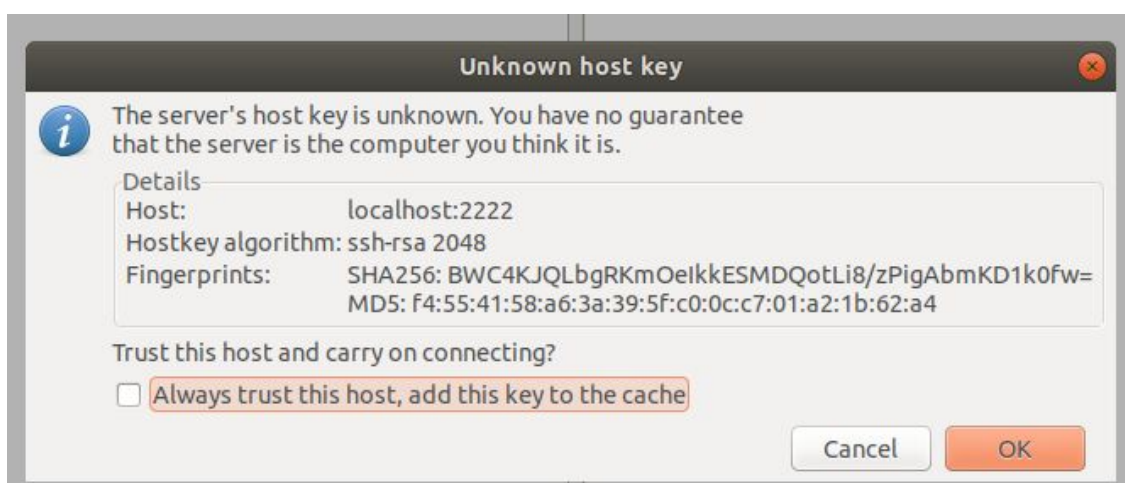 Unknown host key
The server's host key is unknown. You have no guarantee
that the server is the computer you think it is.
Details
Host: localhost:2222
Hostkey algorithm: ssh-rsa 2048
Fingerprints: SHA256: BWC4KJQLbgRKmOeIkkESMDQotLi8/zPigAbmKD1k0fw=
MD5: f4:55:41:58:a6:3a:39:5f:c0:0c:c7:01:a2:1b:62:a4
Trust this host and carry on connecting?
Always trust this host, add this key to the cache
Cancel OK